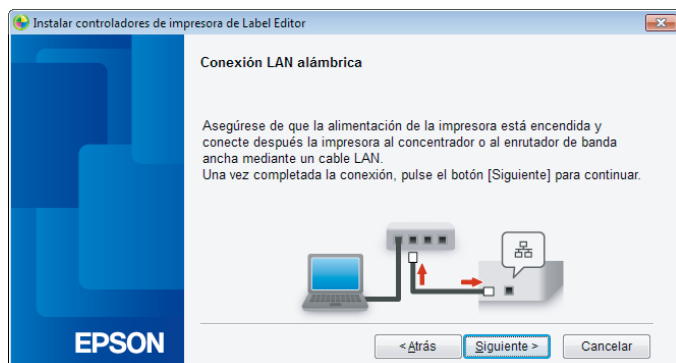 Instalar controladores de impresora de Label Editor
Conexión LAN alámbrica
Asegúrese de que la alimentación de la impresora está encendida y
conecte después la impresora al concentrador o al enrutador de banda
ancha mediante un cable LAN.
Una vez completada la conexión, pulse el botón [Siguiente] para continuar.
EPSON
< Atrás
Siguiente >
Cancelar